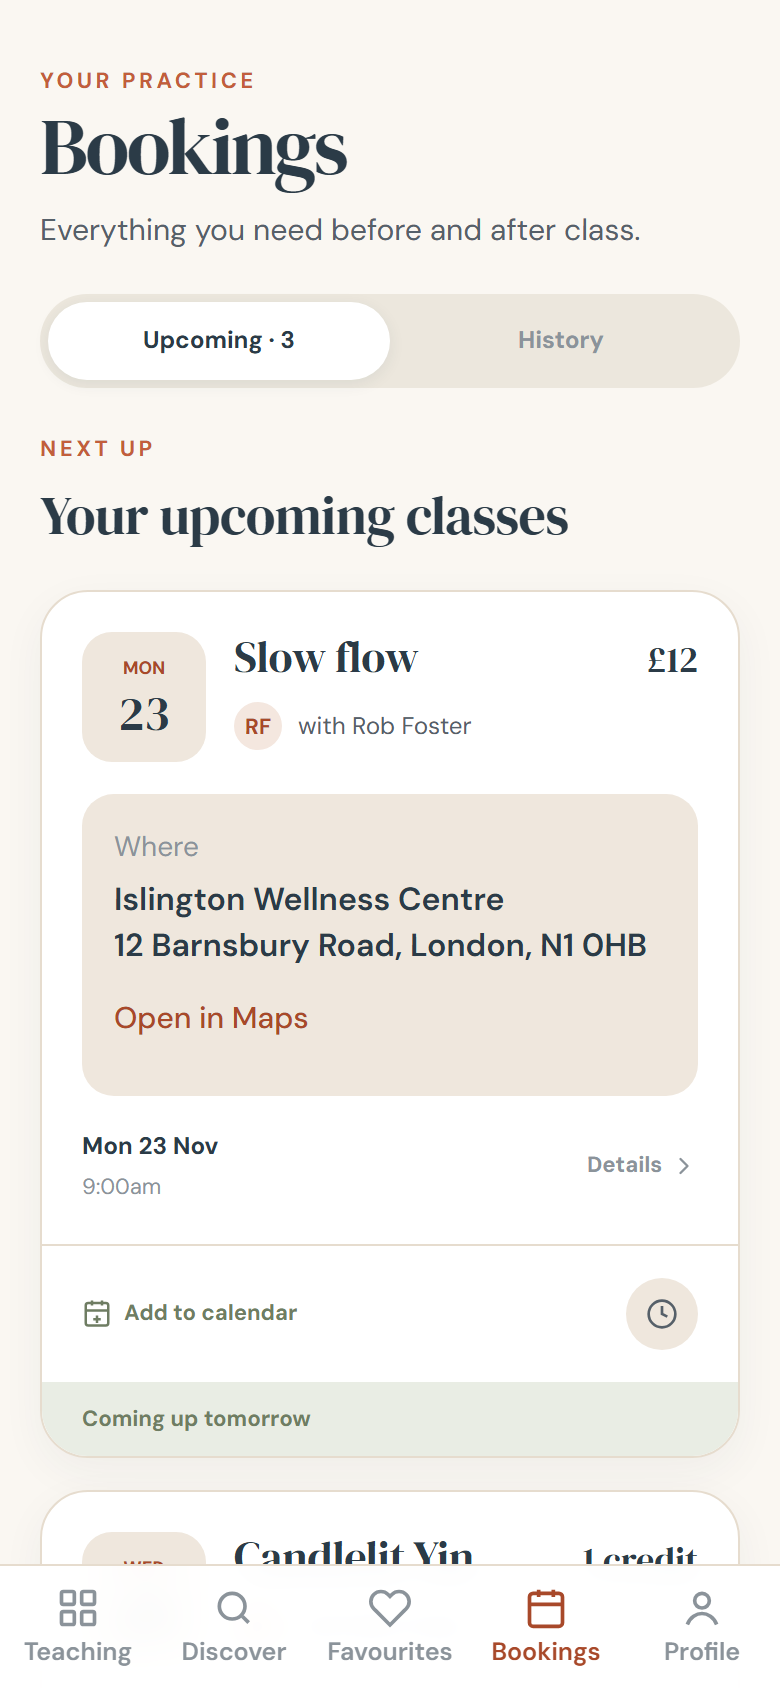 YOUR PRACTICE
Bookings
Everything you need before and after class.
Upcoming · 3
History
NEXT UP
Your upcoming classes
MON
23
Slow flow
£12
RF
with Rob Foster
Where
Islington Wellness Centre
12 Barnsbury Road, London, N1 0HB
Open in Maps
Mon 23 Nov
9:00am
Details
Add to calendar
Coming up tomorrow
WED
Candlelit Yin
1 credit
Teaching
Discover
Favourites
Bookings
Profile